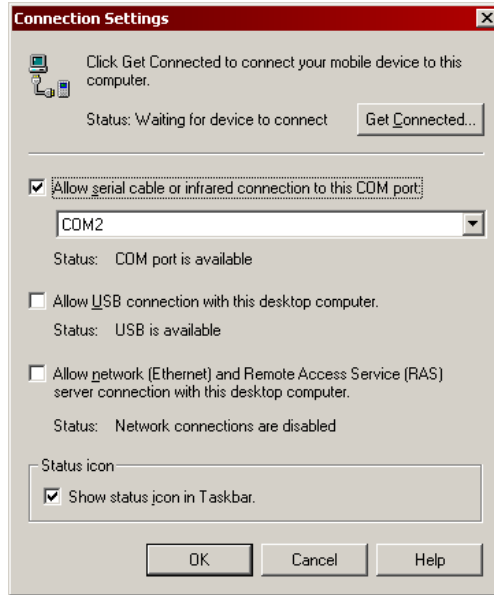 Connection Settings
Click Get Connected to connect your mobile device to this
computer.
Status: Waiting for device to connect
Get Connected...
Allow serial cable or infrared connection to this COM port:
COM2
Status: COM port is available
Allow USB connection with this desktop computer.
Status: USB is available
Allow network (Ethernet) and Remote Access Service (RAS)
server connection with this desktop computer.
Status: Network connections are disabled
Status icon
Show status icon in Taskbar.
OK Cancel Help